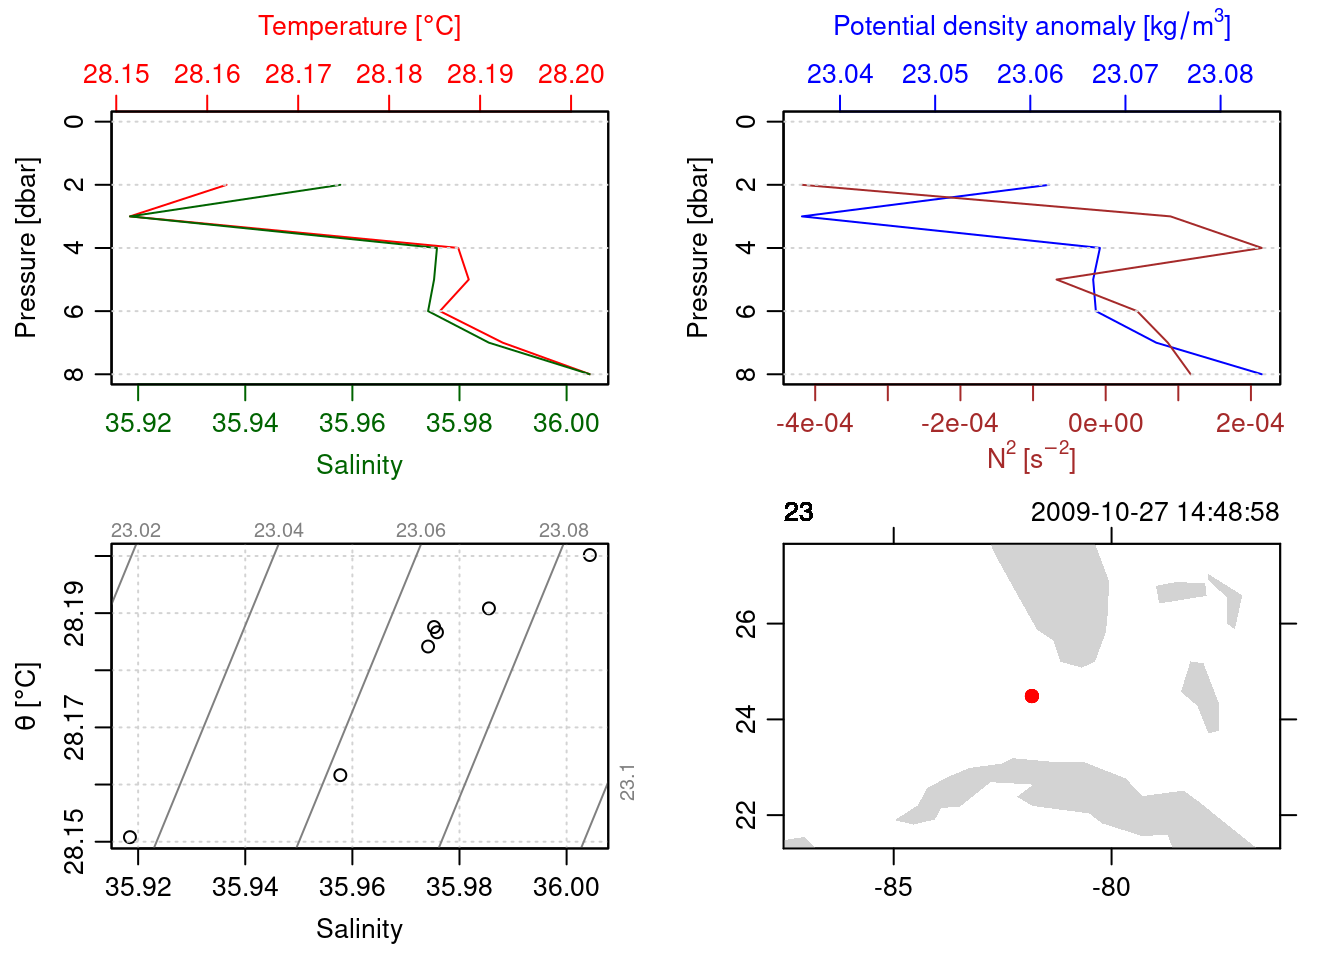 Temperature [°C]
28.15 28.16 28.17 28.18 28.19 28.20
Pressure [dbar]
0
2
4
6
8
35.92 35.94 35.96 35.98 36.00
Salinity
Potential density anomaly [kg/m³]
23.04 23.05 23.06 23.07 23.08
Pressure [dbar]
0
2
4
6
8
-4e-04 -2e-04 0e+00 2e-04
N² [s⁻²]
23.02 23.04 23.06 23.08
θ [°C]
28.19
28.17
28.15
23.1
35.92 35.94 35.96 35.98 36.00
Salinity
23 2009-10-27 14:48:58
26
24
22
-85 -80